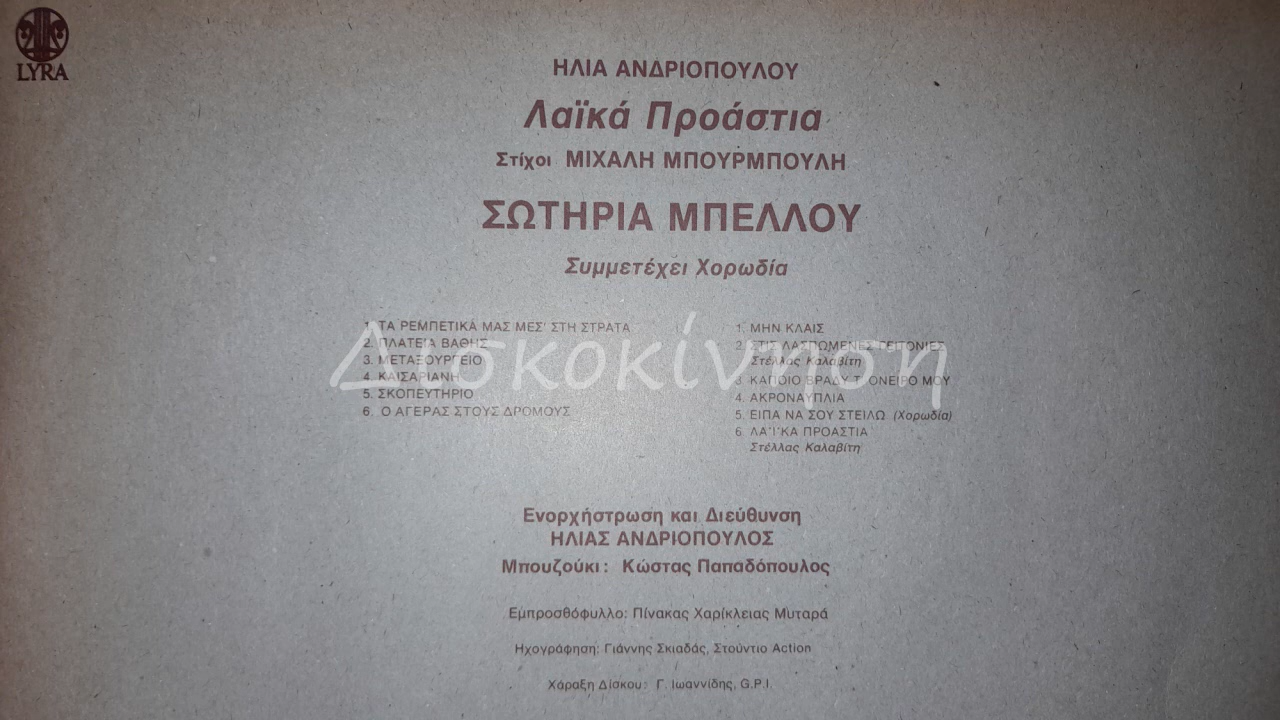 LYRA
ΗΛΙΑ ΑΝΔΡΙΟΠΟΥΛΟΥ
Λαϊκά Προάστια
Στίχοι ΜΙΧΑΛΗ ΜΠΟΥΡΜΠΟΥΛΗ
ΣΩΤΗΡΙΑ ΜΠΕΛΛΟΥ
Συμμετέχει Χορωδία
Δισκοκίνηση
1. ΤΑ ΡΕΜΠΕΤΙΚΑ ΜΑΣ ΜΕΣ' ΣΤΗ ΣΤΡΑΤΑ
2. ΠΛΑΤΕΙΑ ΒΑΘΗΣ
3. ΜΕΤΑΞΟΥΡΓΕΙΟ
4. ΚΑΙΣΑΡΙΑΝΗ
5. ΣΚΟΠΕΥΤΗΡΙΟ
6. Ο ΑΓΕΡΑΣ ΣΤΟΥΣ ΔΡΟΜΟΥΣ
1. ΜΗΝ ΚΛΑΙΣ
2. ΣΤΙΣ ΛΑΣΠΩΜΕΝΕΣ ΓΕΙΤΟΝΙΕΣ
Στέλλας Καλαβίτη
3. ΚΑΠΟΙΟ ΒΡΑΔΥ Τ' ΟΝΕΙΡΟ ΜΟΥ
4. ΑΚΡΟΝΑΥΠΛΙΑ
5. ΕΙΠΑ ΝΑ ΣΟΥ ΣΤΕΙΛΩ (Χορωδία)
6. ΛΑΪΚΑ ΠΡΟΑΣΤΙΑ
Στέλλας Καλαβίτη
Ενορχήστρωση και Διεύθυνση
ΗΛΙΑΣ ΑΝΔΡΙΟΠΟΥΛΟΣ
Μπουζούκι: Κώστας Παπαδόπουλος
Εμπροσθόφυλλο: Πίνακας Χαρίκλειας Μυταρά
Ηχογράφηση: Γιάννης Σκιαδάς, Στούντιο Action
Χάραξη Δίσκου: Γ. Ιωαννίδης, G.P.I.